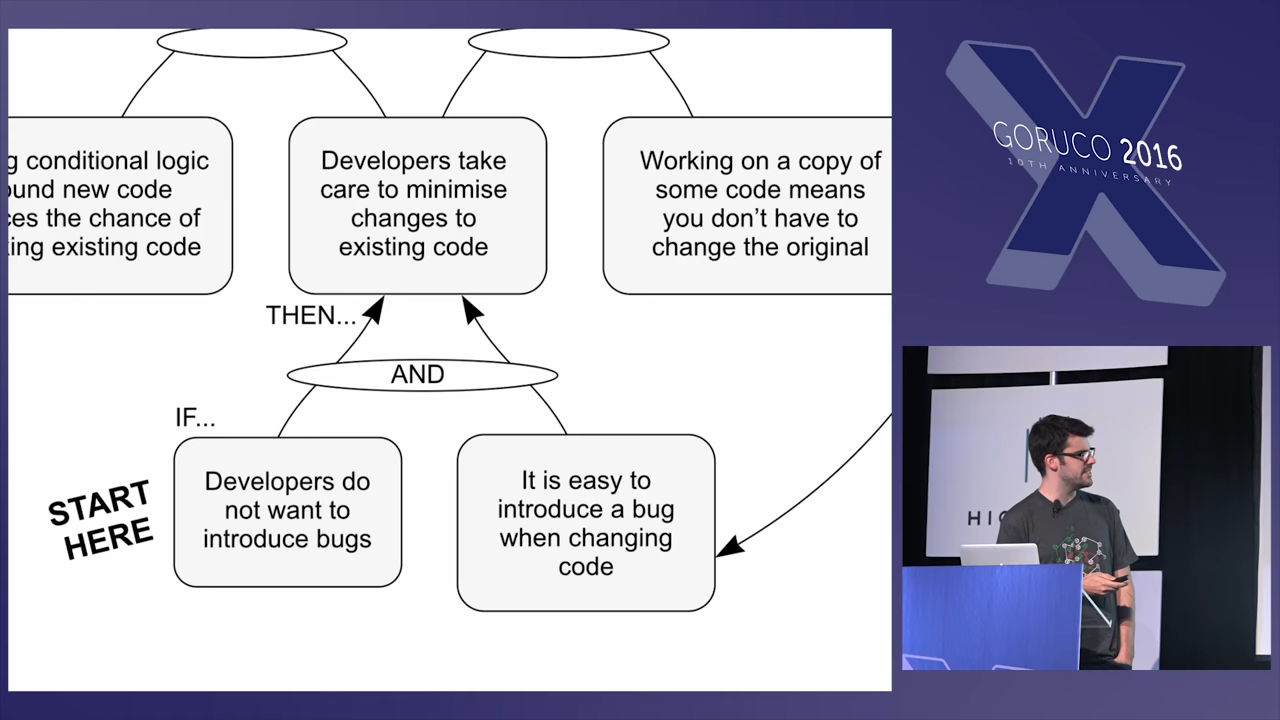 g conditional logic
ound new code
ces the chance of
king existing code
Developers take
care to minimise
changes to
existing code
Working on a copy of
some code means
you don't have to
change the original
THEN...
AND
IF...
START
HERE
Developers do
not want to
introduce bugs
It is easy to
introduce a bug
when changing
code
GORUCO 2016
10TH ANNIVERSARY
HIG